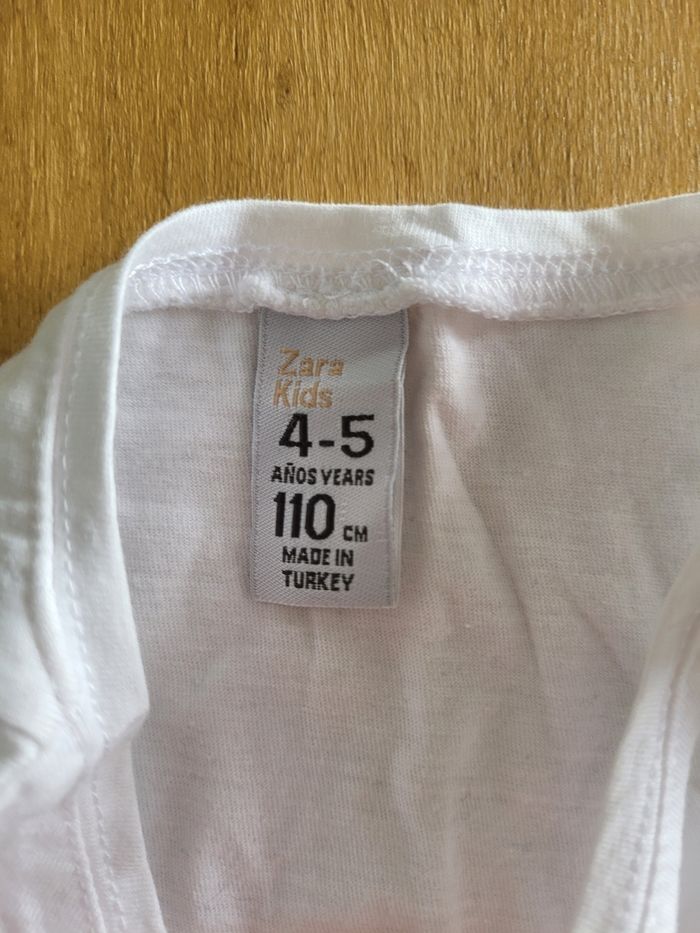 Zara
Kids
4-5
AÑOS YEARS
110 CM
MADE IN
TURKEY